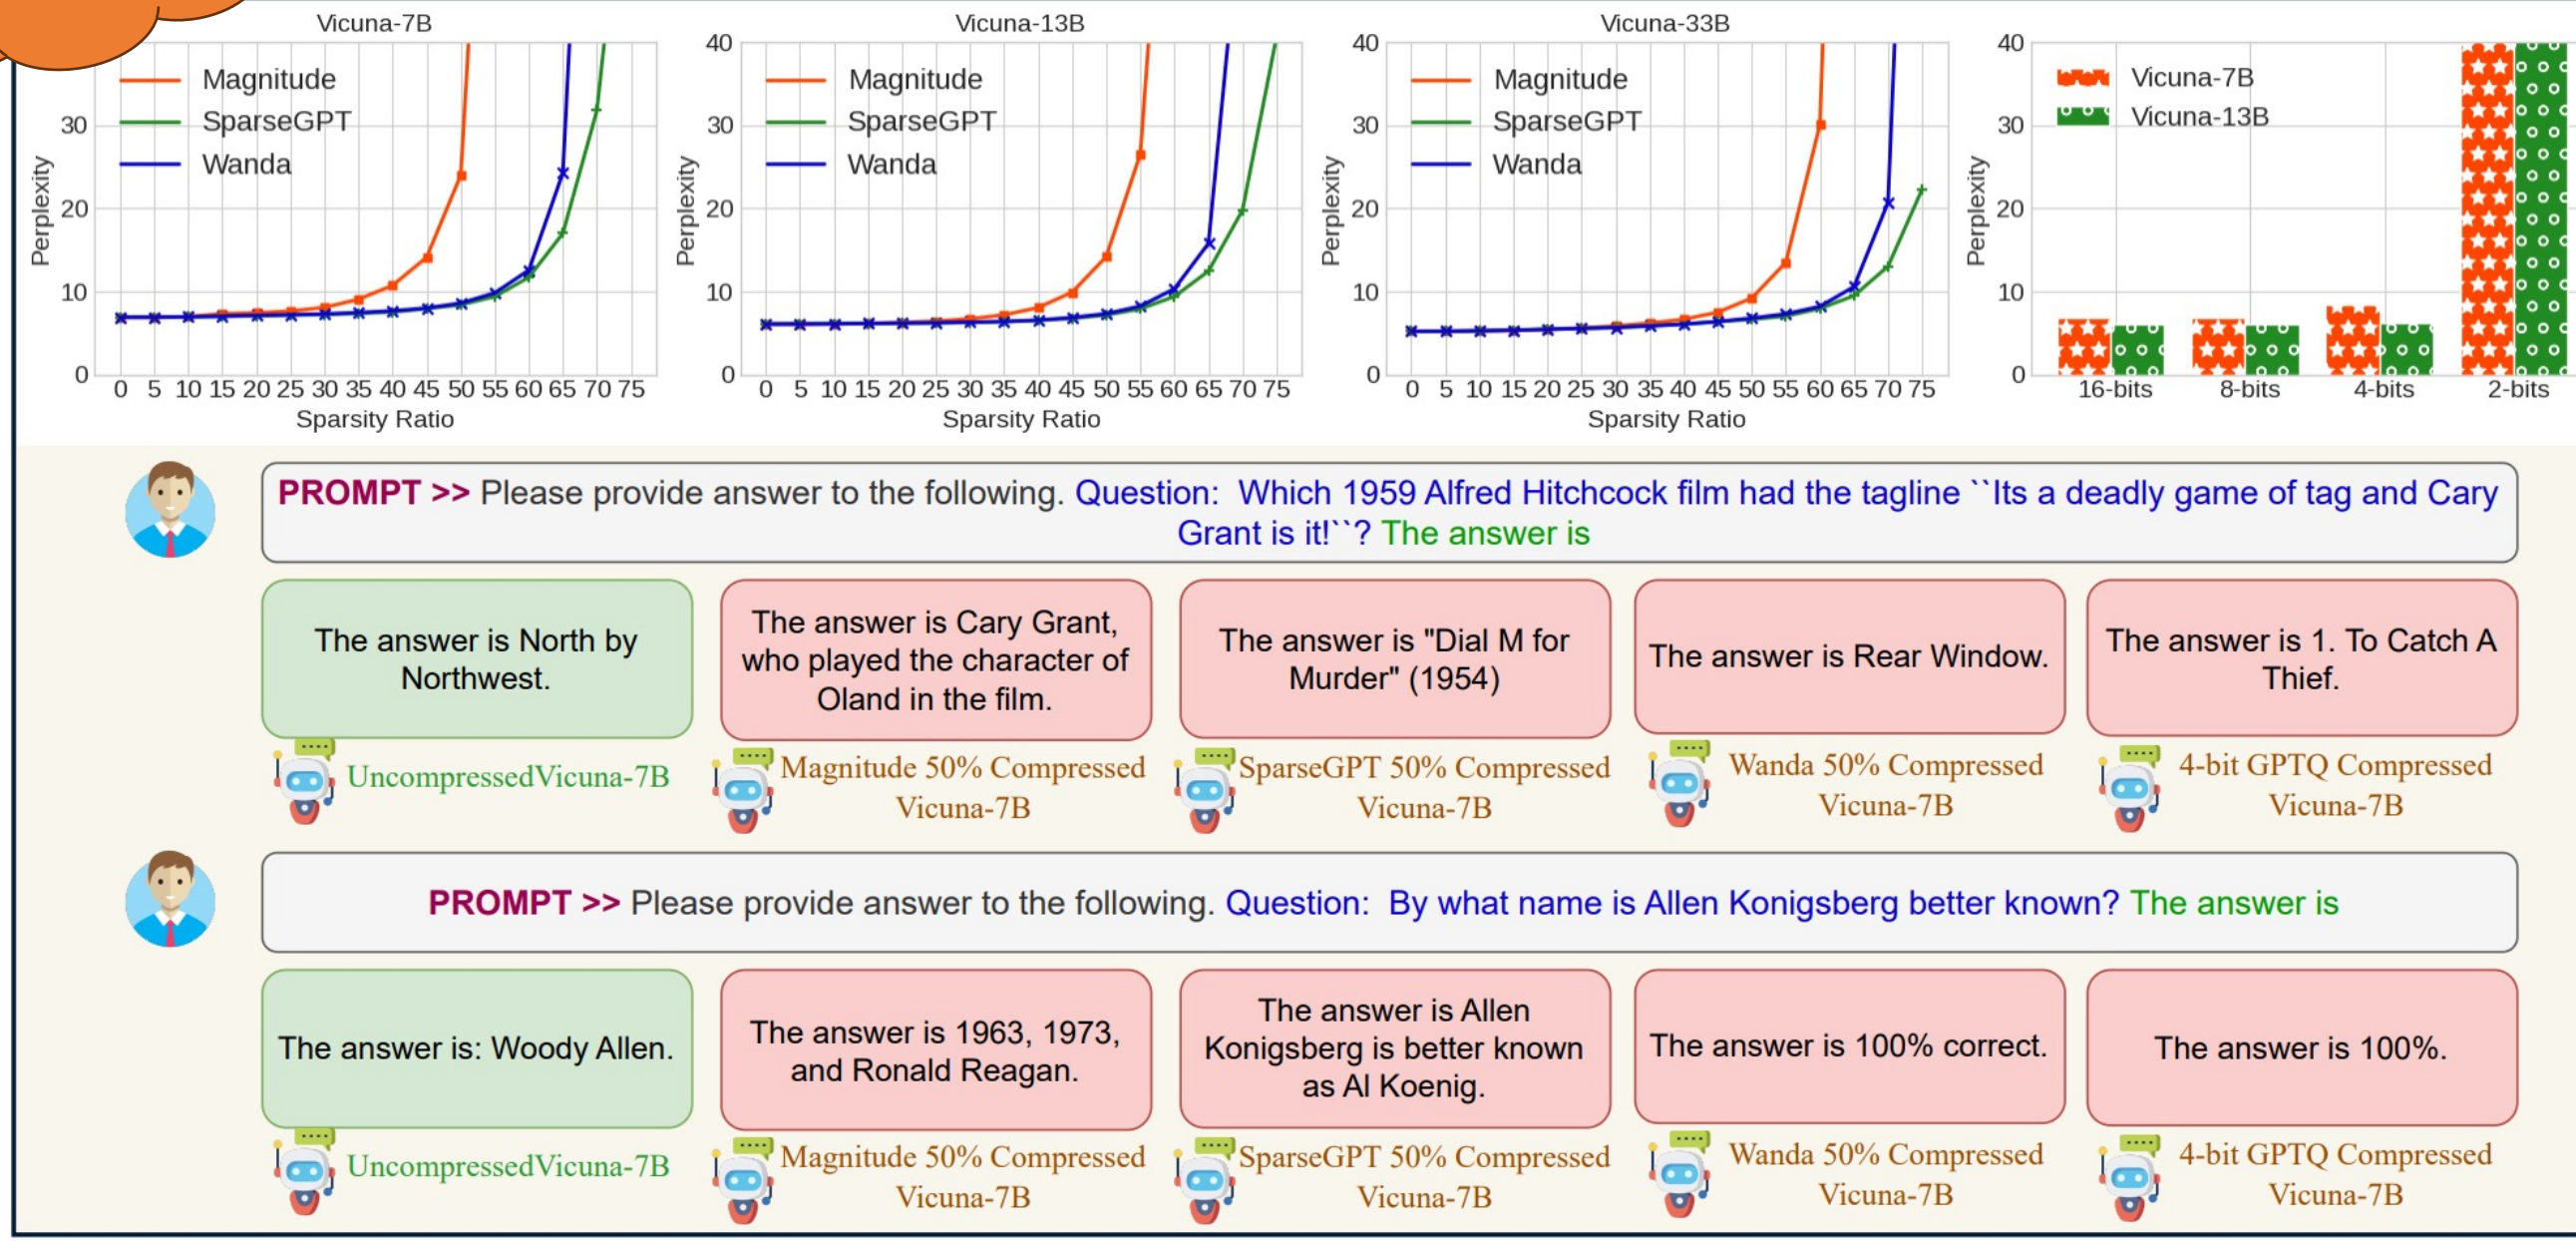 Vicuna-7B
Magnitude
SparseGPT
Wanda
30
20
10
0
Perplexity
0 5 10 15 20 25 30 35 40 45 50 55 60 65 70 75
Sparsity Ratio
Vicuna-13B
Magnitude
SparseGPT
Wanda
40
30
20
10
0
Perplexity
0 5 10 15 20 25 30 35 40 45 50 55 60 65 70 75
Sparsity Ratio
Vicuna-33B
Magnitude
SparseGPT
Wanda
40
30
20
10
0
Perplexity
0 5 10 15 20 25 30 35 40 45 50 55 60 65 70 75
Sparsity Ratio
Vicuna-7B
Vicuna-13B
40
30
20
10
0
Perplexity
16-bits 8-bits 4-bits 2-bits
PROMPT >> Please provide answer to the following. Question: Which 1959 Alfred Hitchcock film had the tagline ``Its a deadly game of tag and Cary
Grant is it!``? The answer is
The answer is North by
Northwest.
UncompressedVicuna-7B
The answer is Cary Grant,
who played the character of
Oland in the film.
Magnitude 50% Compressed
Vicuna-7B
The answer is "Dial M for
Murder" (1954)
SparseGPT 50% Compressed
Vicuna-7B
The answer is Rear Window.
Wanda 50% Compressed
Vicuna-7B
The answer is 1. To Catch A
Thief.
4-bit GPTQ Compressed
Vicuna-7B
PROMPT >> Please provide answer to the following. Question: By what name is Allen Konigsberg better known? The answer is
The answer is: Woody Allen.
UncompressedVicuna-7B
The answer is 1963, 1973,
and Ronald Reagan.
Magnitude 50% Compressed
Vicuna-7B
The answer is Allen
Konigsberg is better known
as Al Koenig.
SparseGPT 50% Compressed
Vicuna-7B
The answer is 100% correct.
Wanda 50% Compressed
Vicuna-7B
The answer is 100%.
4-bit GPTQ Compressed
Vicuna-7B